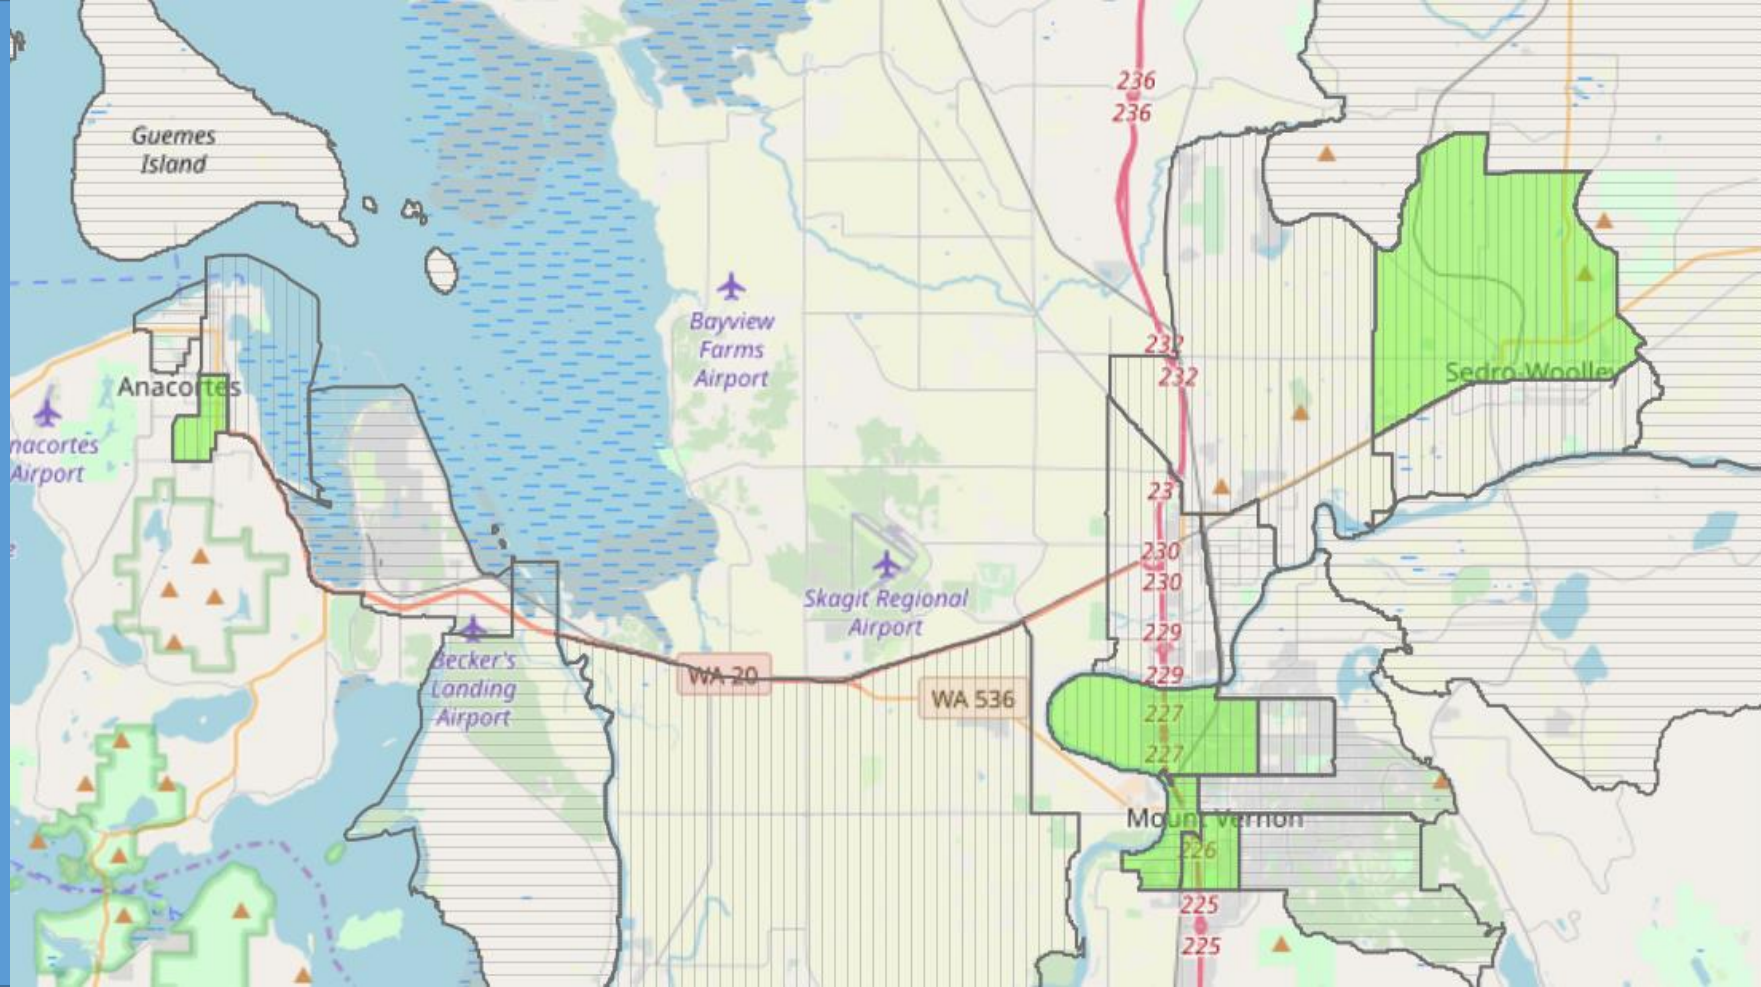 236
236
Guemes
Island
Bayview
Farms
Airport
232
232
Sedro-Woolley
Anacortes
nacortes
Airport
23
230
230
Skagit Regional
Airport
229
Becker's
Landing
Airport
WA 20
WA 536
229
227
227
Mount Vernon
226
225
225